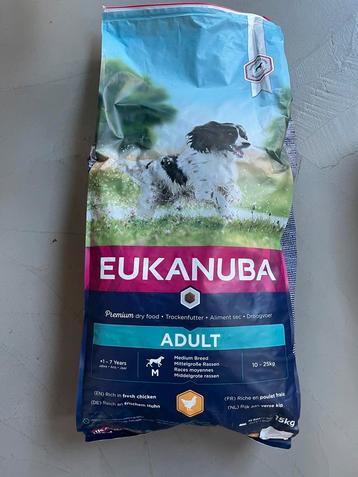 EUKANUBA
Premium dry food • Trockenfutter • Aliment sec • Droogvoer
ADULT
+1 - 7 Years
M
Medium Breed
Mittelgroße Rassen
Races moyennes
Middelgrote rassen
10 - 25kg
(EN) Rich in fresh chicken
(DE) Reich an frischem Huhn
(FR) Riche en poulet frais
(NL) Rijk aan verse kip
15kg